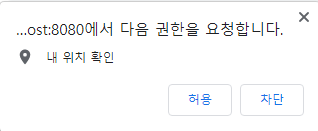 ...ost:8080에서 다음 권한을 요청합니다.
내 위치 확인
허용 차단